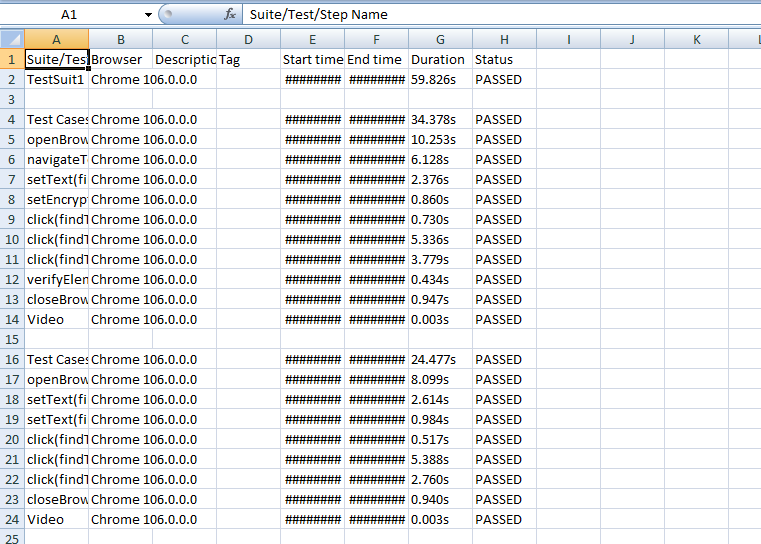 A1 fx Suite/Test/Step Name
A B C D E F G H I J K
1 Suite/Tes Browser Descriptic Tag Start time End time Duration Status
2 TestSuit1 Chrome 106.0.0.0 ######## ######## 59.826s PASSED
3
4 Test Cases Chrome 106.0.0.0 ######## ######## 34.378s PASSED
5 openBrow Chrome 106.0.0.0 ######## ######## 10.253s PASSED
6 navigateT Chrome 106.0.0.0 ######## ######## 6.128s PASSED
7 setText(fi Chrome 106.0.0.0 ######## ######## 2.376s PASSED
8 setEncryp Chrome 106.0.0.0 ######## ######## 0.860s PASSED
9 click(findT Chrome 106.0.0.0 ######## ######## 0.730s PASSED
10 click(findT Chrome 106.0.0.0 ######## ######## 5.336s PASSED
11 click(findT Chrome 106.0.0.0 ######## ######## 3.779s PASSED
12 verifyElen Chrome 106.0.0.0 ######## ######## 0.434s PASSED
13 closeBrow Chrome 106.0.0.0 ######## ######## 0.947s PASSED
14 Video Chrome 106.0.0.0 ######## ######## 0.003s PASSED
15
16 Test Cases Chrome 106.0.0.0 ######## ######## 24.477s PASSED
17 openBrow Chrome 106.0.0.0 ######## ######## 8.099s PASSED
18 setText(fi Chrome 106.0.0.0 ######## ######## 2.614s PASSED
19 setText(fi Chrome 106.0.0.0 ######## ######## 0.984s PASSED
20 click(findT Chrome 106.0.0.0 ######## ######## 0.517s PASSED
21 click(findT Chrome 106.0.0.0 ######## ######## 5.388s PASSED
22 click(findT Chrome 106.0.0.0 ######## ######## 2.760s PASSED
23 closeBrow Chrome 106.0.0.0 ######## ######## 0.940s PASSED
24 Video Chrome 106.0.0.0 ######## ######## 0.003s PASSED
25